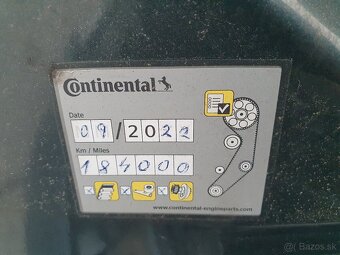 Continental
Date
09/2022
Km / Miles
184000
www.continental-engineparts.com
bazos.sk